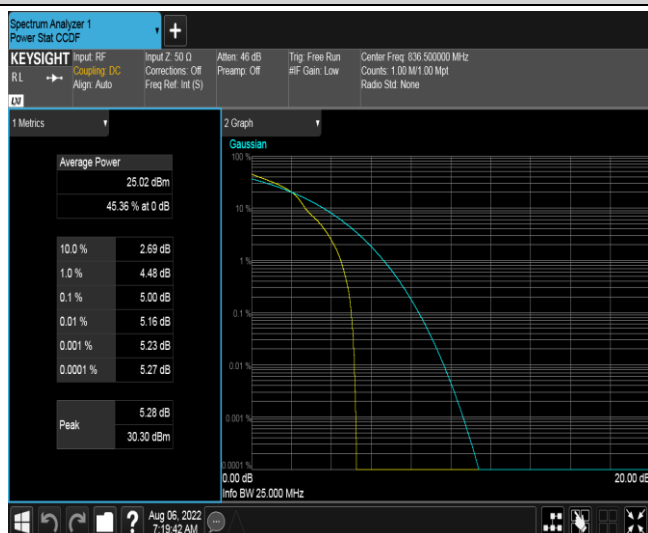 Spectrum Analyzer 1
Power Stat CCDF
KEYSIGHT
R L
LXI
Input: RF
Coupling: DC
Align: Auto
Input Z: 50 Ω
Corrections: Off
Freq Ref: Int (S)
Atten: 46 dB
Preamp: Off
Trig: Free Run
#IF Gain: Low
Center Freq: 836.500000 MHz
Counts: 1.00 M/1.00 Mpt
Radio Std: None
1 Metrics
Average Power
25.02 dBm
45.36 % at 0 dB
10.0 % 2.69 dB
1.0 % 4.48 dB
0.1 % 5.00 dB
0.01 % 5.16 dB
0.001 % 5.23 dB
0.0001 % 5.27 dB
Peak
5.28 dB
30.30 dBm
2 Graph
Gaussian
100 %
10 %
1 %
0.1 %
0.01 %
0.001 %
0.0001 %
0.00 dB
20.00 dB
Info BW 25.000 MHz
Aug 06, 2022
7:19:42 AM